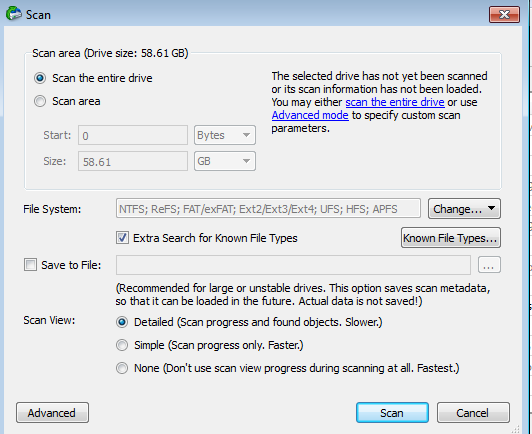 Scan
Scan area (Drive size: 58.61 GB)
Scan the entire drive
Scan area
Start: 0 Bytes
Size: 58.61 GB
The selected drive has not yet been scanned
or its scan information has not been loaded.
You may either scan the entire drive or use
Advanced mode to specify custom scan
parameters.
File System: NTFS; ReFS; FAT/exFAT; Ext2/Ext3/Ext4; UFS; HFS; APFS Change...
Extra Search for Known File Types Known File Types...
Save to File: ...
(Recommended for large or unstable drives. This option saves scan metadata,
so that it can be loaded in the future. Actual data is not saved!)
Scan View: Detailed (Scan progress and found objects. Slower.)
Simple (Scan progress only. Faster.)
None (Don't use scan view progress during scanning at all. Fastest.)
Advanced Scan Cancel